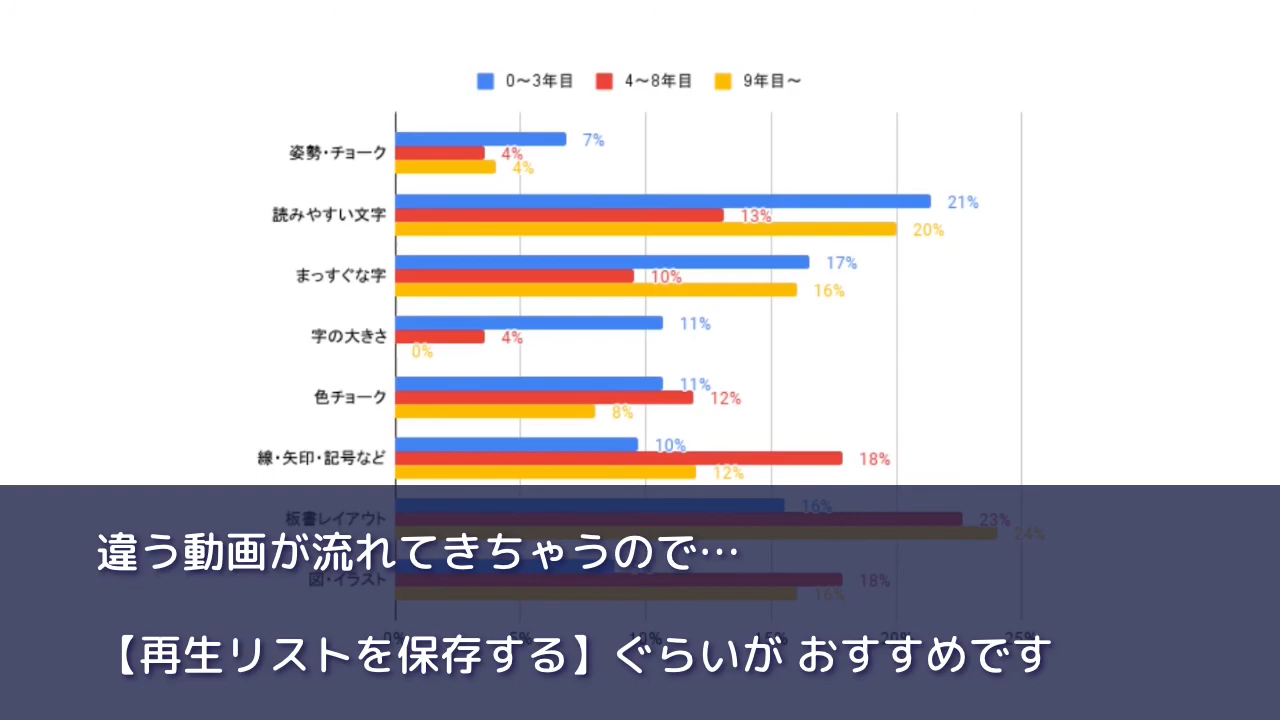 0〜3年目 4〜8年目 9年目〜
姿勢・チョーク 7%
4%
4%
読みやすい文字 21%
13%
20%
まっすぐな字 17%
10%
16%
字の大きさ 11%
4%
0%
色チョーク 11%
12%
8%
線・矢印・記号など 10%
18%
12%
板書レイアウト 16%
23%
24%
図・イラスト 18%
16%
0% 5% 10% 15% 20% 25%
違う動画が流れてきちゃうので…
【再生リストを保存する】ぐらいが おすすめです